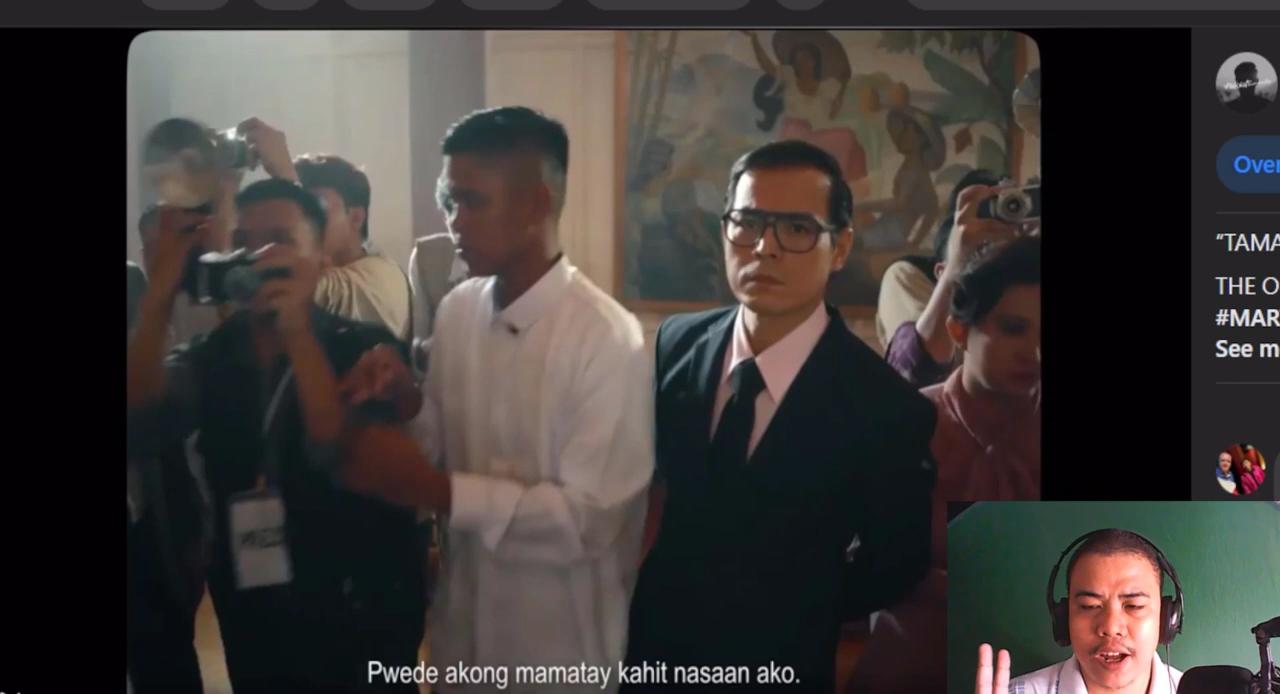 Over
“TAMA
THE O
#MAR
See m
Pwede akong mamatay kahit nasaan ako.